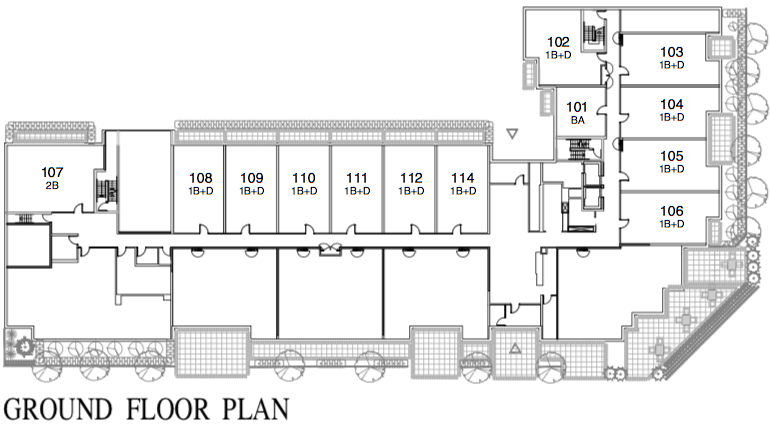 102
1B+D
103
1B+D
101
BA
104
1B+D
105
1B+D
107
2B
108
1B+D
109
1B+D
110
1B+D
111
1B+D
112
1B+D
114
1B+D
106
1B+D
GROUND FLOOR PLAN